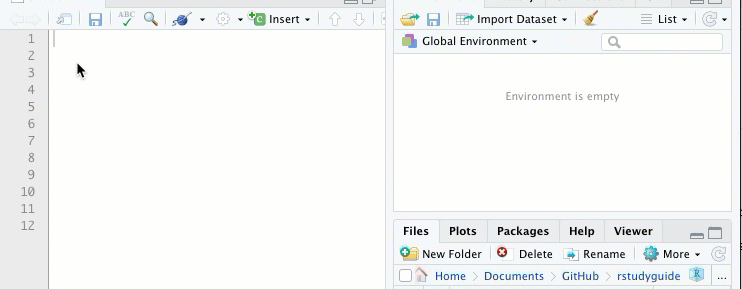 ABC Insert
1
2
3
4
5
6
7
8
9
10
11
12
Import Dataset List
Global Environment
Environment is empty
Files Plots Packages Help Viewer
New Folder Delete Rename More
Home Documents GitHub rstudyguide R ...